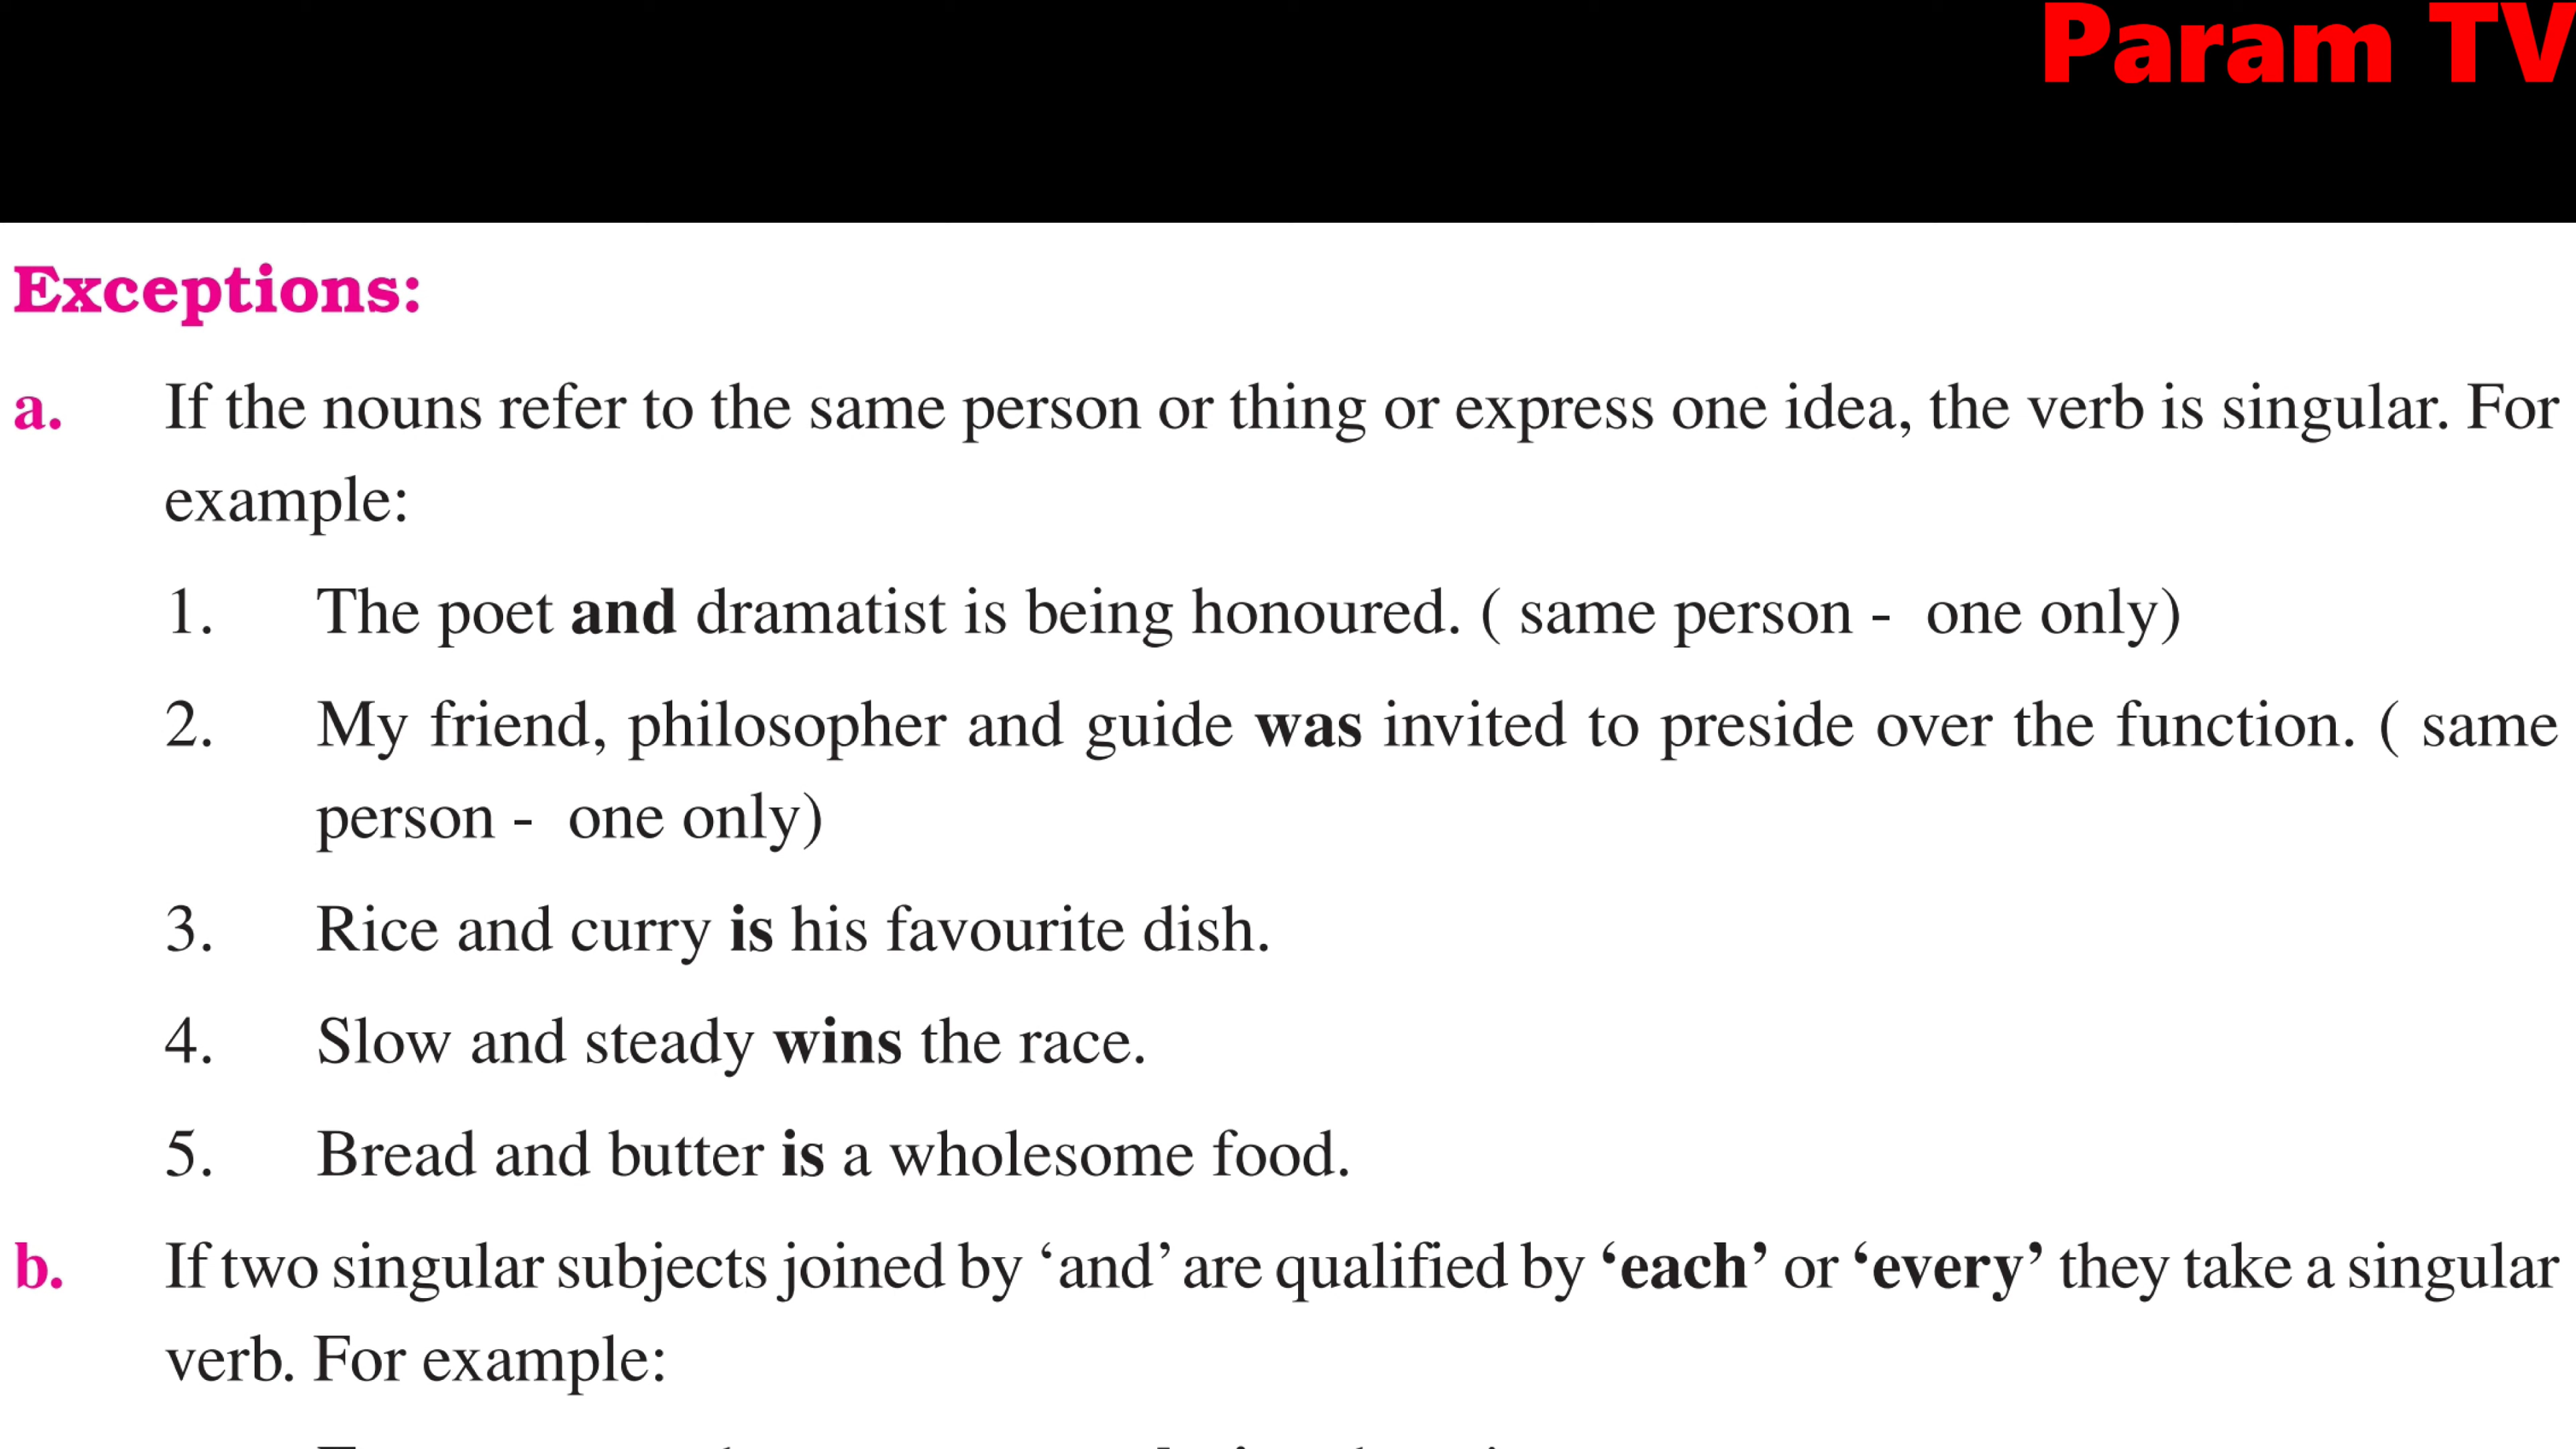 Param TV
Exceptions:
a. If the nouns refer to the same person or thing or express one idea, the verb is singular. For
example:
1. The poet and dramatist is being honoured. ( same person - one only)
2. My friend, philosopher and guide was invited to preside over the function. ( same
person - one only)
3. Rice and curry is his favourite dish.
4. Slow and steady wins the race.
5. Bread and butter is a wholesome food.
b. If two singular subjects joined by ‘and’ are qualified by ‘each’ or ‘every’ they take a singular
verb. For example: